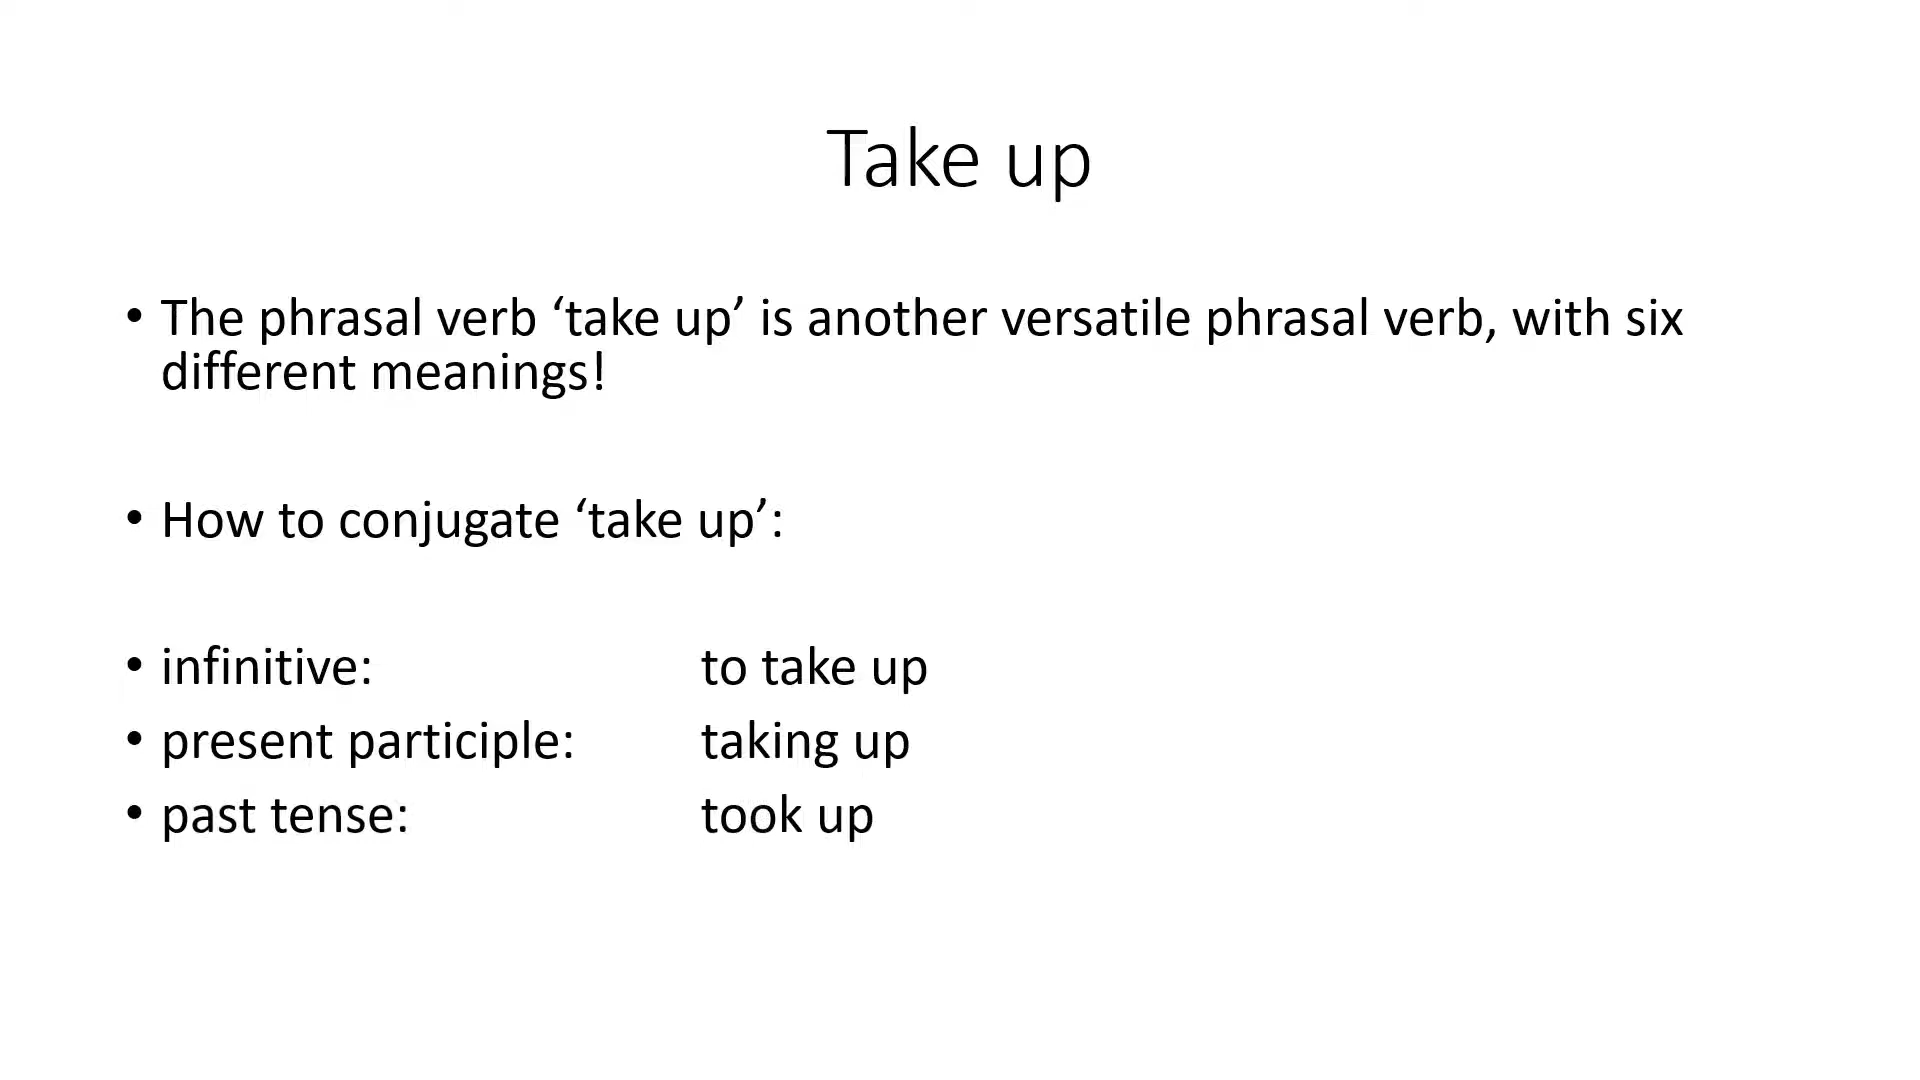 Take up
• The phrasal verb ‘take up’ is another versatile phrasal verb, with six
different meanings!
• How to conjugate ‘take up’:
• infinitive: to take up
• present participle: taking up
• past tense: took up